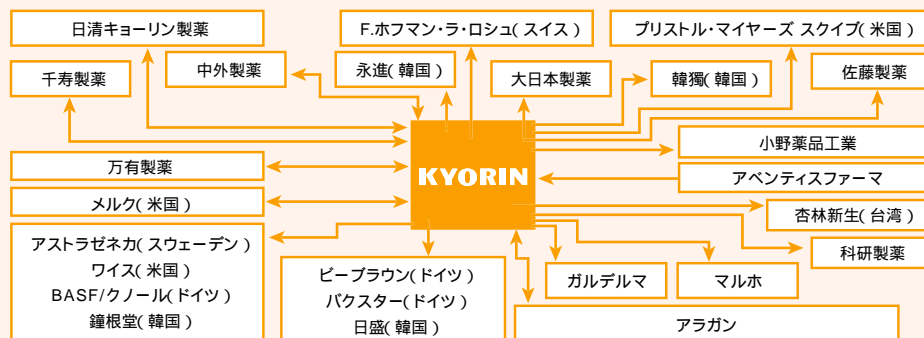 日清キョーリン製薬
F.ホフマン・ラ・ロシュ(スイス)
ブリストル・マイヤーズ スクイブ(米国)
千寿製薬
中外製薬
永進(韓国)
大日本製薬
韓獨(韓国)
佐藤製薬
小野薬品工業
万有製薬
KYORIN
アベンティスファーマ
メルク(米国)
杏林新生(台湾)
アストラゼネカ(スウェーデン)
ワイス(米国)
BASF/クノール(ドイツ)
鐘根堂(韓国)
ビーブラウン(ドイツ)
バクスター(ドイツ)
日盛(韓国)
ガルデルマ
マルホ
科研製薬
アラガン